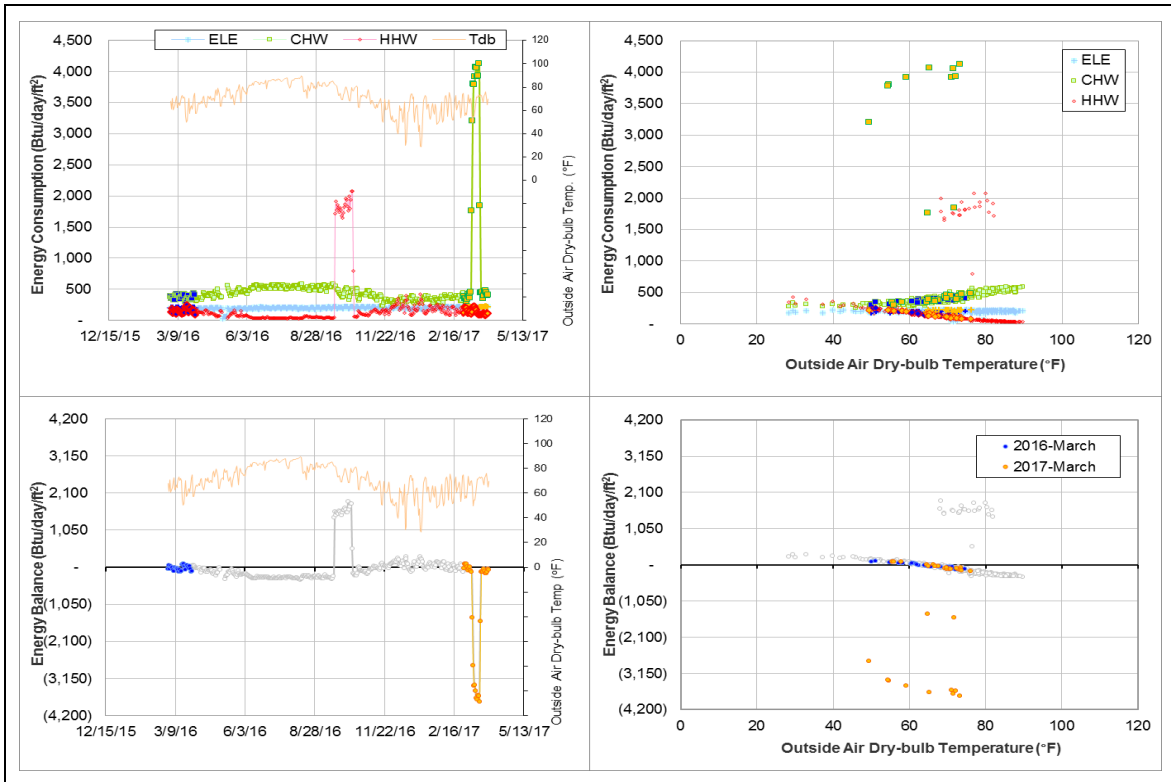 ELE CHW HHW Tdb
4,500
4,000
3,500
3,000
2,500
2,000
1,500
1,000
500
-
Energy Consumption (Btu/day/ft²)
120
100
80
60
40
20
0
Outside Air Dry-bulb Temp. (°F)
12/15/15 3/9/16 6/3/16 8/28/16 11/22/16 2/16/17 5/13/17
4,500
4,000
3,500
3,000
2,500
2,000
1,500
1,000
500
-
Energy Consumption (Btu/day/ft²)
ELE
CHW
HHW
0 20 40 60 80 100 120
Outside Air Dry-bulb Temperature (°F)
4,200
3,150
2,100
1,050
-
(1,050)
(2,100)
(3,150)
(4,200)
Energy Balance (Btu/day/ft²)
120
100
80
60
40
20
0
Outside Air Dry-bulb Temp (°F)
12/15/15 3/9/16 6/3/16 8/28/16 11/22/16 2/16/17 5/13/17
4,200
3,150
2,100
1,050
-
(1,050)
(2,100)
(3,150)
(4,200)
Energy Balance (Btu/day/ft²)
2016-March
2017-March
0 20 40 60 80 100 120
Outside Air Dry-bulb Temperature (°F)